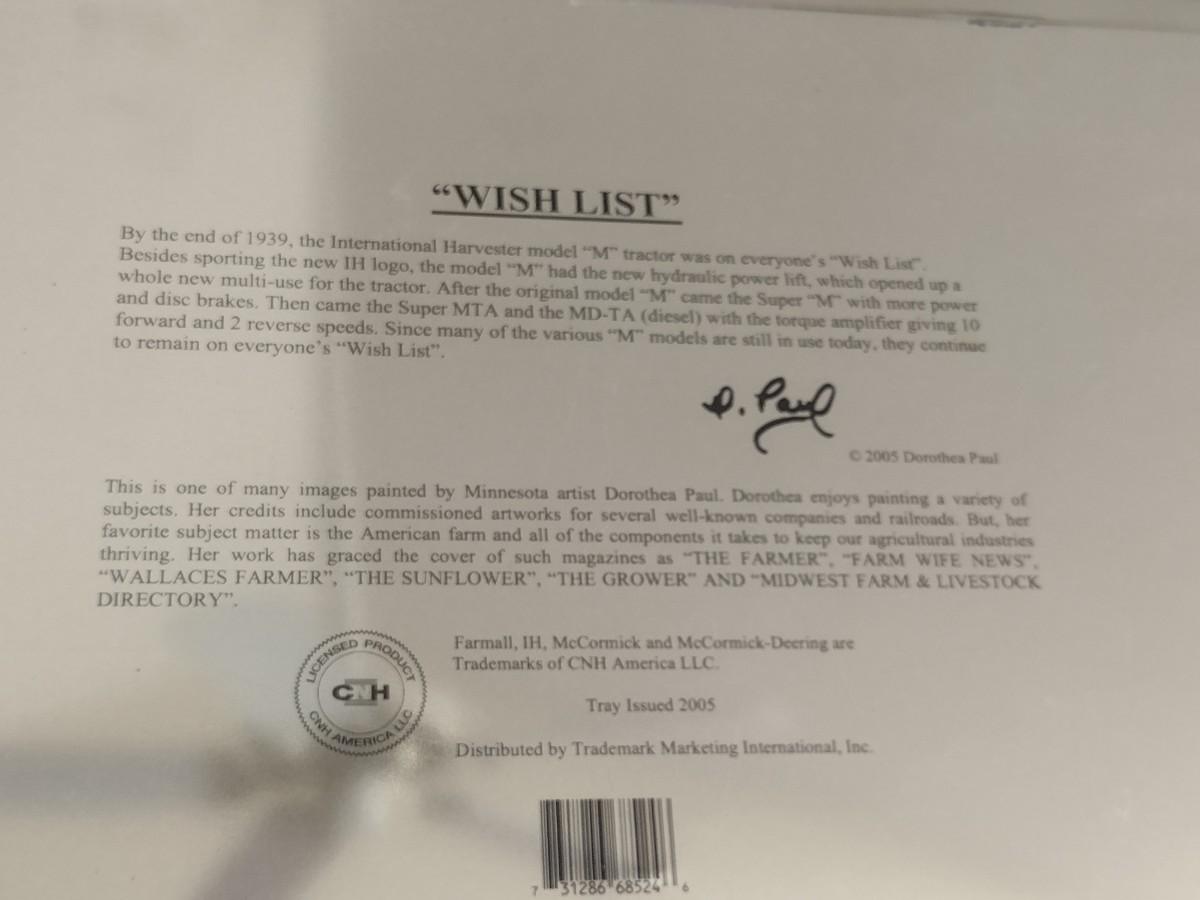 “WISH LIST”
By the end of 1939, the International Harvester model “M” tractor was on everyone’s “Wish List”.
Besides sporting the new IH logo, the model “M” had the new hydraulic power lift, which opened up a
whole new multi-use for the tractor. After the original model “M” came the Super “M” with more power
and disc brakes. Then came the Super MTA and the MD-TA (diesel) with the torque amplifier giving 10
forward and 2 reverse speeds. Since many of the various “M” models are still in use today, they continue
to remain on everyone’s “Wish List”.
D. Paul
© 2005 Dorothea Paul
This is one of many images painted by Minnesota artist Dorothea Paul. Dorothea enjoys painting a variety of
subjects. Her credits include commissioned artworks for several well-known companies and railroads. But, her
favorite subject matter is the American farm and all of the components it takes to keep our agricultural industries
thriving. Her work has graced the cover of such magazines as “THE FARMER”, “FARM WIFE NEWS”,
“WALLACES FARMER”, “THE SUNFLOWER”, “THE GROWER” AND “MIDWEST FARM & LIVESTOCK
DIRECTORY”.
LICENSED PRODUCT
CNH
CNH AMERICA LLC
Farmall, IH, McCormick and McCormick-Deering are
Trademarks of CNH America LLC.
Tray Issued 2005
Distributed by Trademark Marketing International, Inc.
7 31286 68524 6